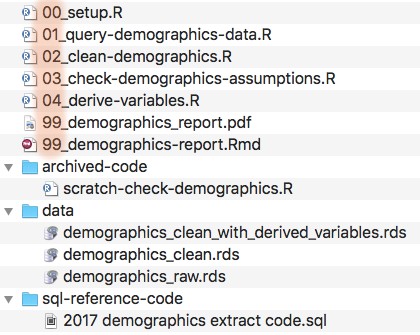 00_setup.R
01_query-demographics-data.R
02_clean-demographics.R
03_check-demographics-assumptions.R
04_derive-variables.R
99_demographics_report.pdf
99_demographics-report.Rmd
archived-code
scratch-check-demographics.R
data
demographics_clean_with_derived_variables.rds
demographics_clean.rds
demographics_raw.rds
sql-reference-code
2017 demographics extract code.sql